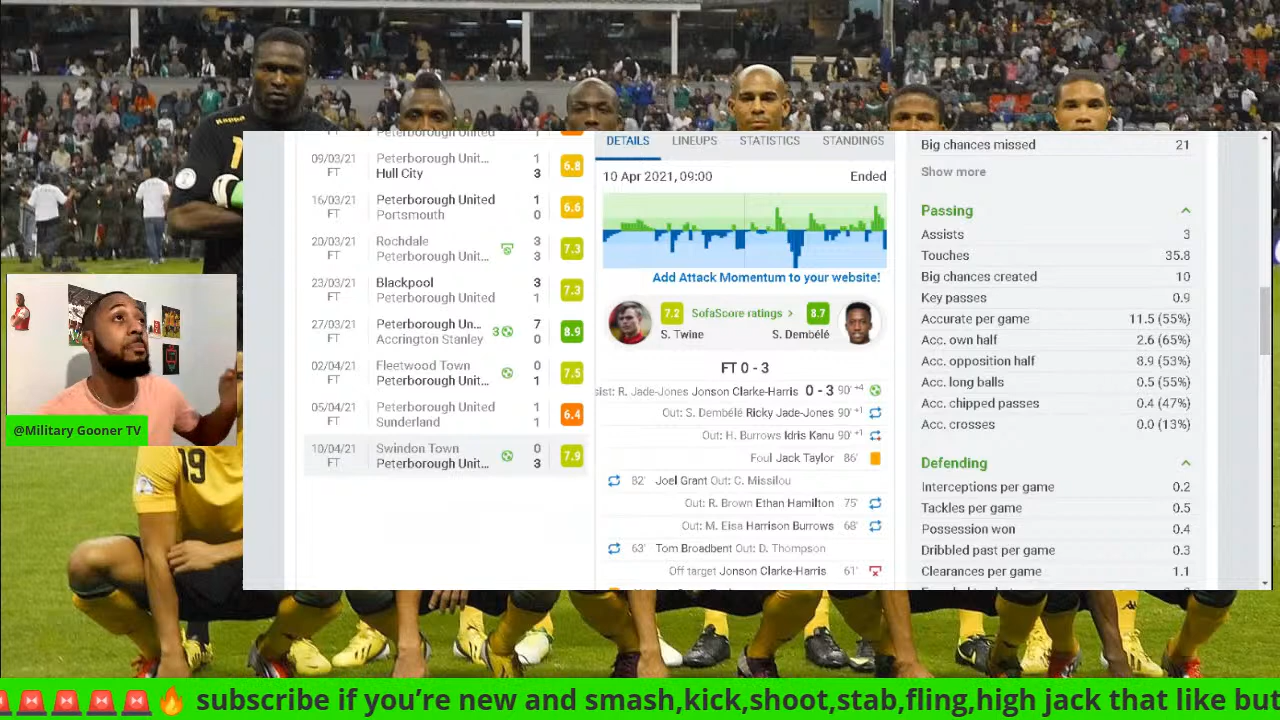 Peterborough United 1
09/03/21 Peterborough Unit... 1 6.8
FT Hull City 3
16/03/21 Peterborough United 1 6.6
FT Portsmouth 0
20/03/21 Rochdale 3 7.3
FT Peterborough Unit... 3
23/03/21 Blackpool 3 7.3
FT Peterborough United 1
27/03/21 Peterborough Un... 3 7 8.9
FT Accrington Stanley 0
02/04/21 Fleetwood Town 0 7.5
FT Peterborough Unit... 1
05/04/21 Peterborough United 1 6.4
FT Sunderland 1
10/04/21 Swindon Town 0 7.9
FT Peterborough Unit... 3
DETAILS LINEUPS STATISTICS STANDINGS
10 Apr 2021, 09:00 Ended
Add Attack Momentum to your website!
7.2 SofaScore ratings > 8.7
S. Twine S. Dembélé
FT 0 - 3
sist: R. Jade-Jones Jonson Clarke-Harris 0 - 3 90'+4
Out: S. Dembélé Ricky Jade-Jones 90'+1
Out: H. Burrows Idris Kanu 90'+1
Foul Jack Taylor 86'
82' Joel Grant Out: C. Missilou
Out: R. Brown Ethan Hamilton 75'
Out: M. Eisa Harrison Burrows 68'
63' Tom Broadbent Out: D. Thompson
Off target Jonson Clarke-Harris 61'
Big chances missed 21
Show more
Passing
Assists 3
Touches 35.8
Big chances created 10
Key passes 0.9
Accurate per game 11.5 (55%)
Acc. own half 2.6 (65%)
Acc. opposition half 8.9 (53%)
Acc. long balls 0.5 (55%)
Acc. chipped passes 0.4 (47%)
Acc. crosses 0.0 (13%)
Defending
Interceptions per game 0.2
Tackles per game 0.5
Possession won 0.4
Dribbled past per game 0.3
Clearances per game 1.1
@Military Gooner TV
19
subscribe if you're new and smash,kick,shoot,stab,fling,high jack that like but